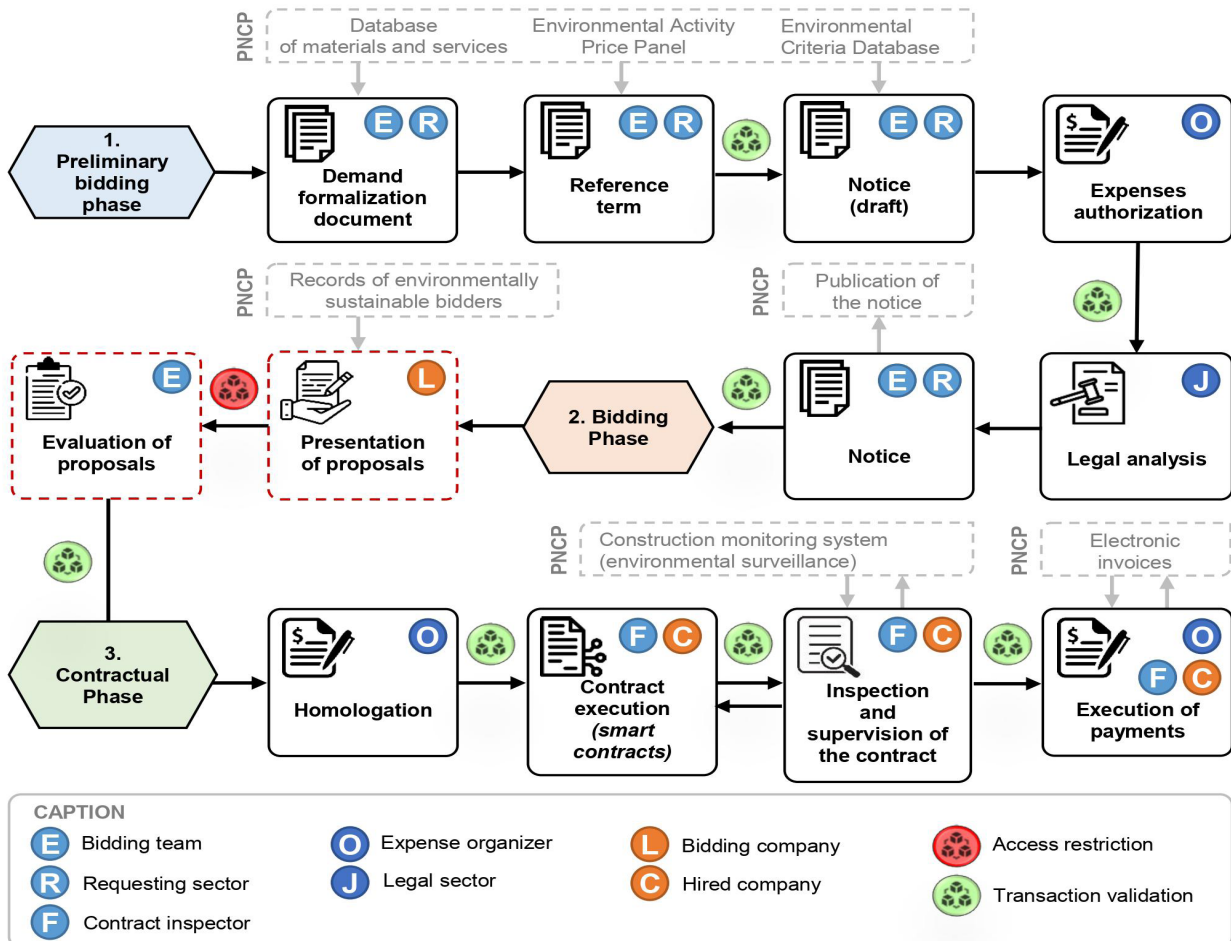 PNCP
Database
of materials and services
Environmental Activity
Price Panel
Environmental
Criteria Database
1.
Preliminary
bidding
phase
E R
Demand
formalization
document
E R
Reference
term
E R
Notice
(draft)
$
O
Expenses
authorization
PNCP
Records of environmentally
sustainable bidders
PNCP
Publication of
the notice
E
Evaluation of
proposals
L
Presentation
of proposals
2. Bidding
Phase
E R
Notice
J
Legal analysis
PNCP
Construction monitoring system
(environmental surveillance)
PNCP
Electronic
invoices
3.
Contractual
Phase
$
O
Homologation
F C
Contract
execution
(smart
contracts)
F C
Inspection
and
supervision of
the contract
$
O
F C
Execution of
payments
CAPTION
E Bidding team
R Requesting sector
F Contract inspector
O Expense organizer
J Legal sector
L Bidding company
C Hired company
Access restriction
Transaction validation